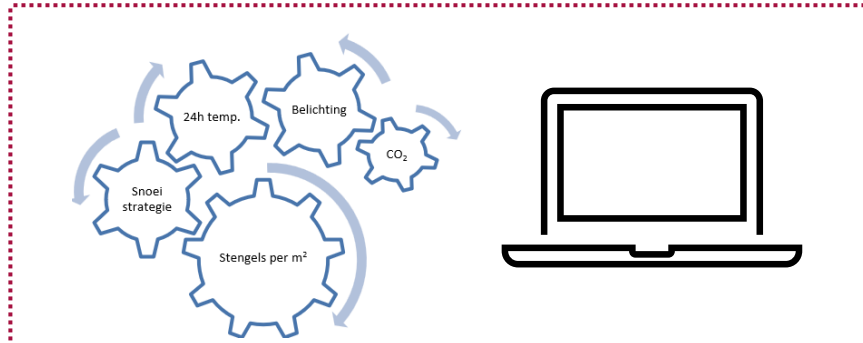 24h temp.
Belichting
CO₂
Snoei
strategie
Stengels per m²